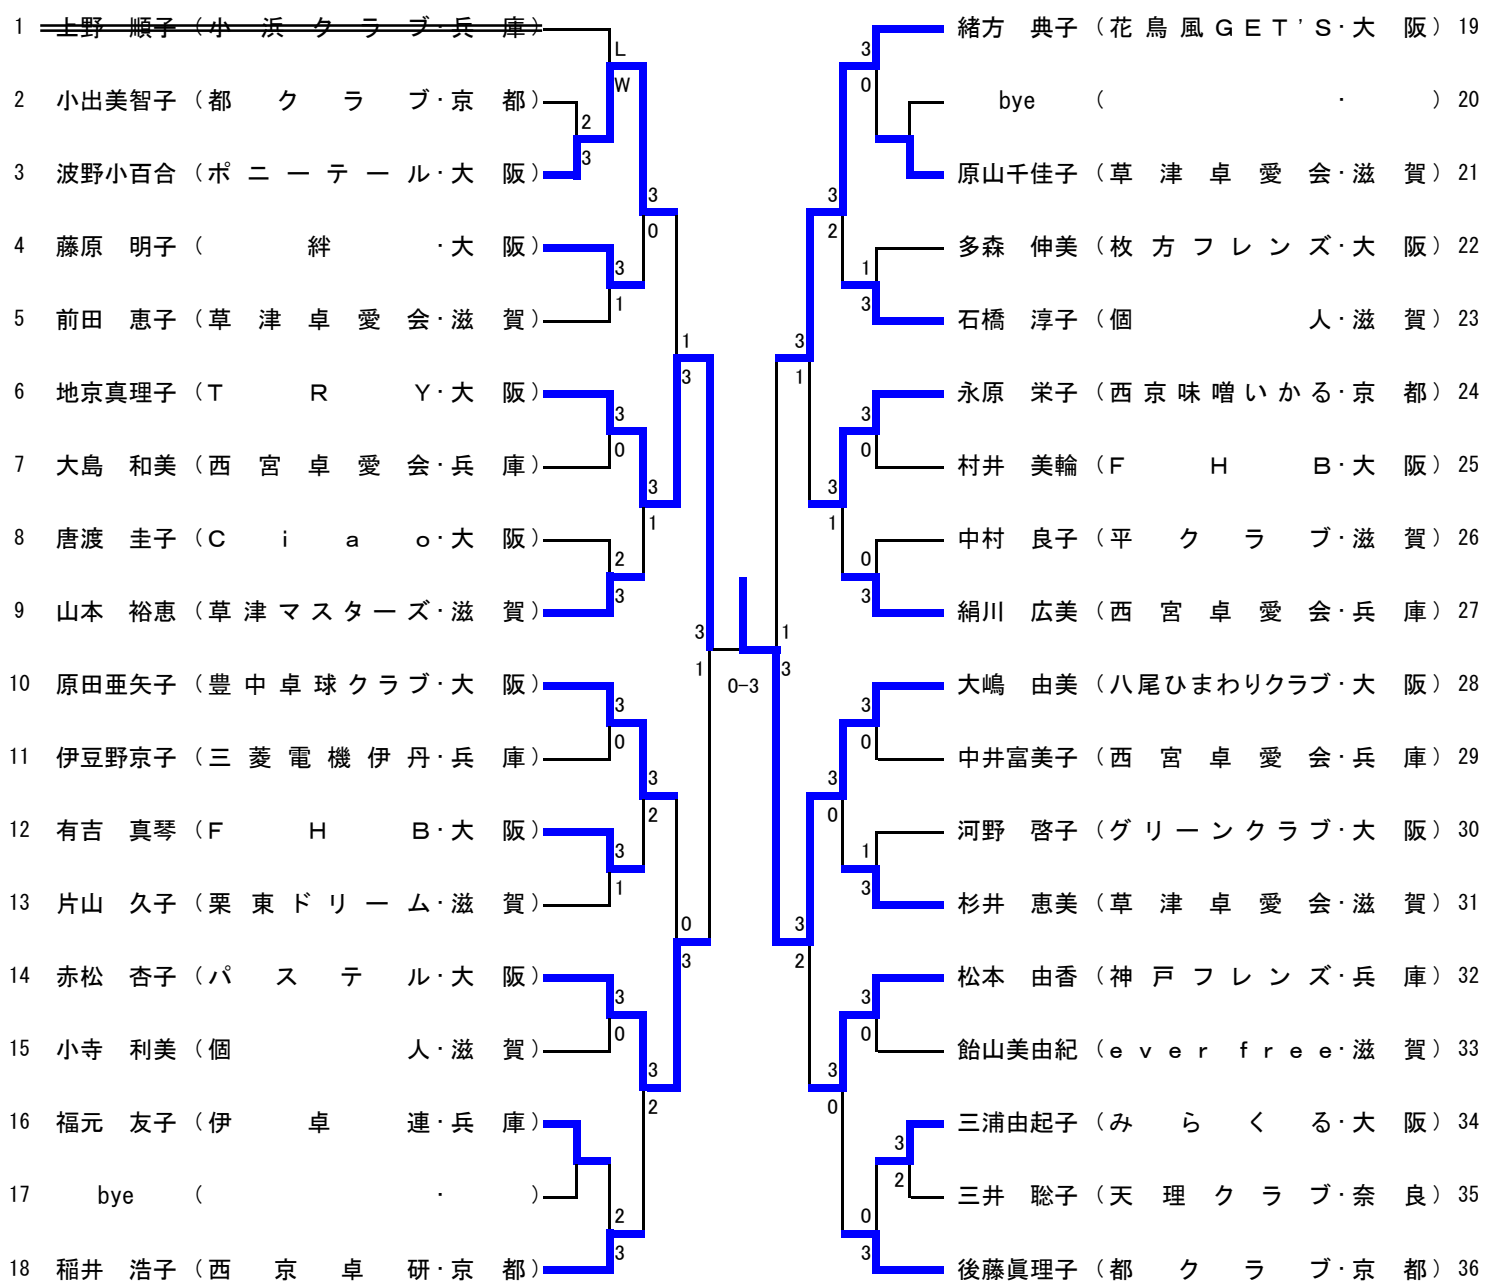 1 上野 順子 (小浜クラブ・兵庫)
L
W
2 小出美智子 (都クラブ・京都)
2
3
3 波野小百合 (ポニーテール・大阪)
3
0
4 藤原 明子 (絆・大阪)
3
1
5 前田 恵子 (草津卓愛会・滋賀)
1
3
6 地京真理子 (TRY・大阪)
3
0
7 大島 和美 (西宮卓愛会・兵庫)
3
1
8 唐渡 圭子 (Ciao・大阪)
2
3
9 山本 裕恵 (草津マスターズ・滋賀)
3
1
10 原田亜矢子 (豊中卓球クラブ・大阪)
3
0
11 伊豆野京子 (三菱電機伊丹・兵庫)
3
2
12 有吉 真琴 (FHB・大阪)
3
1
13 片山 久子 (栗東ドリーム・滋賀)
0
3
14 赤松 杏子 (パステル・大阪)
3
0
15 小寺 利美 (個人・滋賀)
3
2
16 福元 友子 (伊卓連・兵庫)
17 bye ( ・ )
2
3
18 稲井 浩子 (西京卓研・京都)
0-3
緒方 典子 (花鳥風GET'S・大阪) 19
3
0
bye ( ・ ) 20
原山千佳子 (草津卓愛会・滋賀) 21
3
2
多森 伸美 (枚方フレンズ・大阪) 22
1
3
石橋 淳子 (個人・滋賀) 23
3
1
永原 栄子 (西京味噌いかる・京都) 24
3
0
村井 美輪 (FHB・大阪) 25
3
1
中村 良子 (平クラブ・滋賀) 26
0
3
絹川 広美 (西宮卓愛会・兵庫) 27
1
3
大嶋 由美 (八尾ひまわりクラブ・大阪) 28
3
0
中井富美子 (西宮卓愛会・兵庫) 29
3
0
河野 啓子 (グリーンクラブ・大阪) 30
1
3
杉井 恵美 (草津卓愛会・滋賀) 31
3
2
松本 由香 (神戸フレンズ・兵庫) 32
3
0
飴山美由紀 (ever free・滋賀) 33
3
0
三浦由起子 (みらくる・大阪) 34
3
2
三井 聡子 (天理クラブ・奈良) 35
0
3
後藤眞理子 (都クラブ・京都) 36